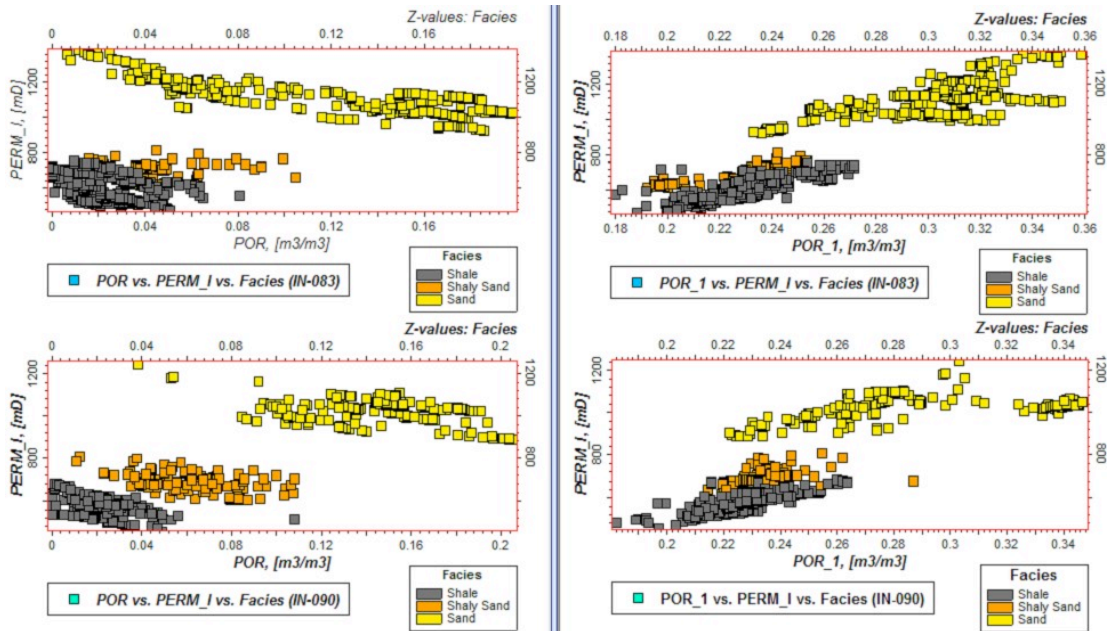 Z-values: Facies
0 0.04 0.08 0.12 0.16
PERM_I, [mD]
800 1200
800 1200
0 0.04 0.08 0.12 0.16
POR, [m3/m3]
POR vs. PERM_I vs. Facies (IN-083)
Facies
Shale
Shaly Sand
Sand
Z-values: Facies
0.18 0.2 0.22 0.24 0.26 0.28 0.3 0.32 0.34 0.36
PERM_I, [mD]
800 1200
800 1200
0.18 0.2 0.22 0.24 0.26 0.28 0.3 0.32 0.34 0.36
POR_1, [m3/m3]
POR_1 vs. PERM_I vs. Facies (IN-083)
Facies
Shale
Shaly Sand
Sand
Z-values: Facies
0 0.04 0.08 0.12 0.16 0.2
PERM_I, [mD]
800 1200
800 1200
0 0.04 0.08 0.12 0.16 0.2
POR, [m3/m3]
POR vs. PERM_I vs. Facies (IN-090)
Facies
Shale
Shaly Sand
Sand
Z-values: Facies
0.2 0.22 0.24 0.26 0.28 0.3 0.32 0.34
PERM_I, [mD]
800 1200
800 1200
0.2 0.22 0.24 0.26 0.28 0.3 0.32 0.34
POR_1, [m3/m3]
POR_1 vs. PERM_I vs. Facies (IN-090)
Facies
Shale
Shaly Sand
Sand